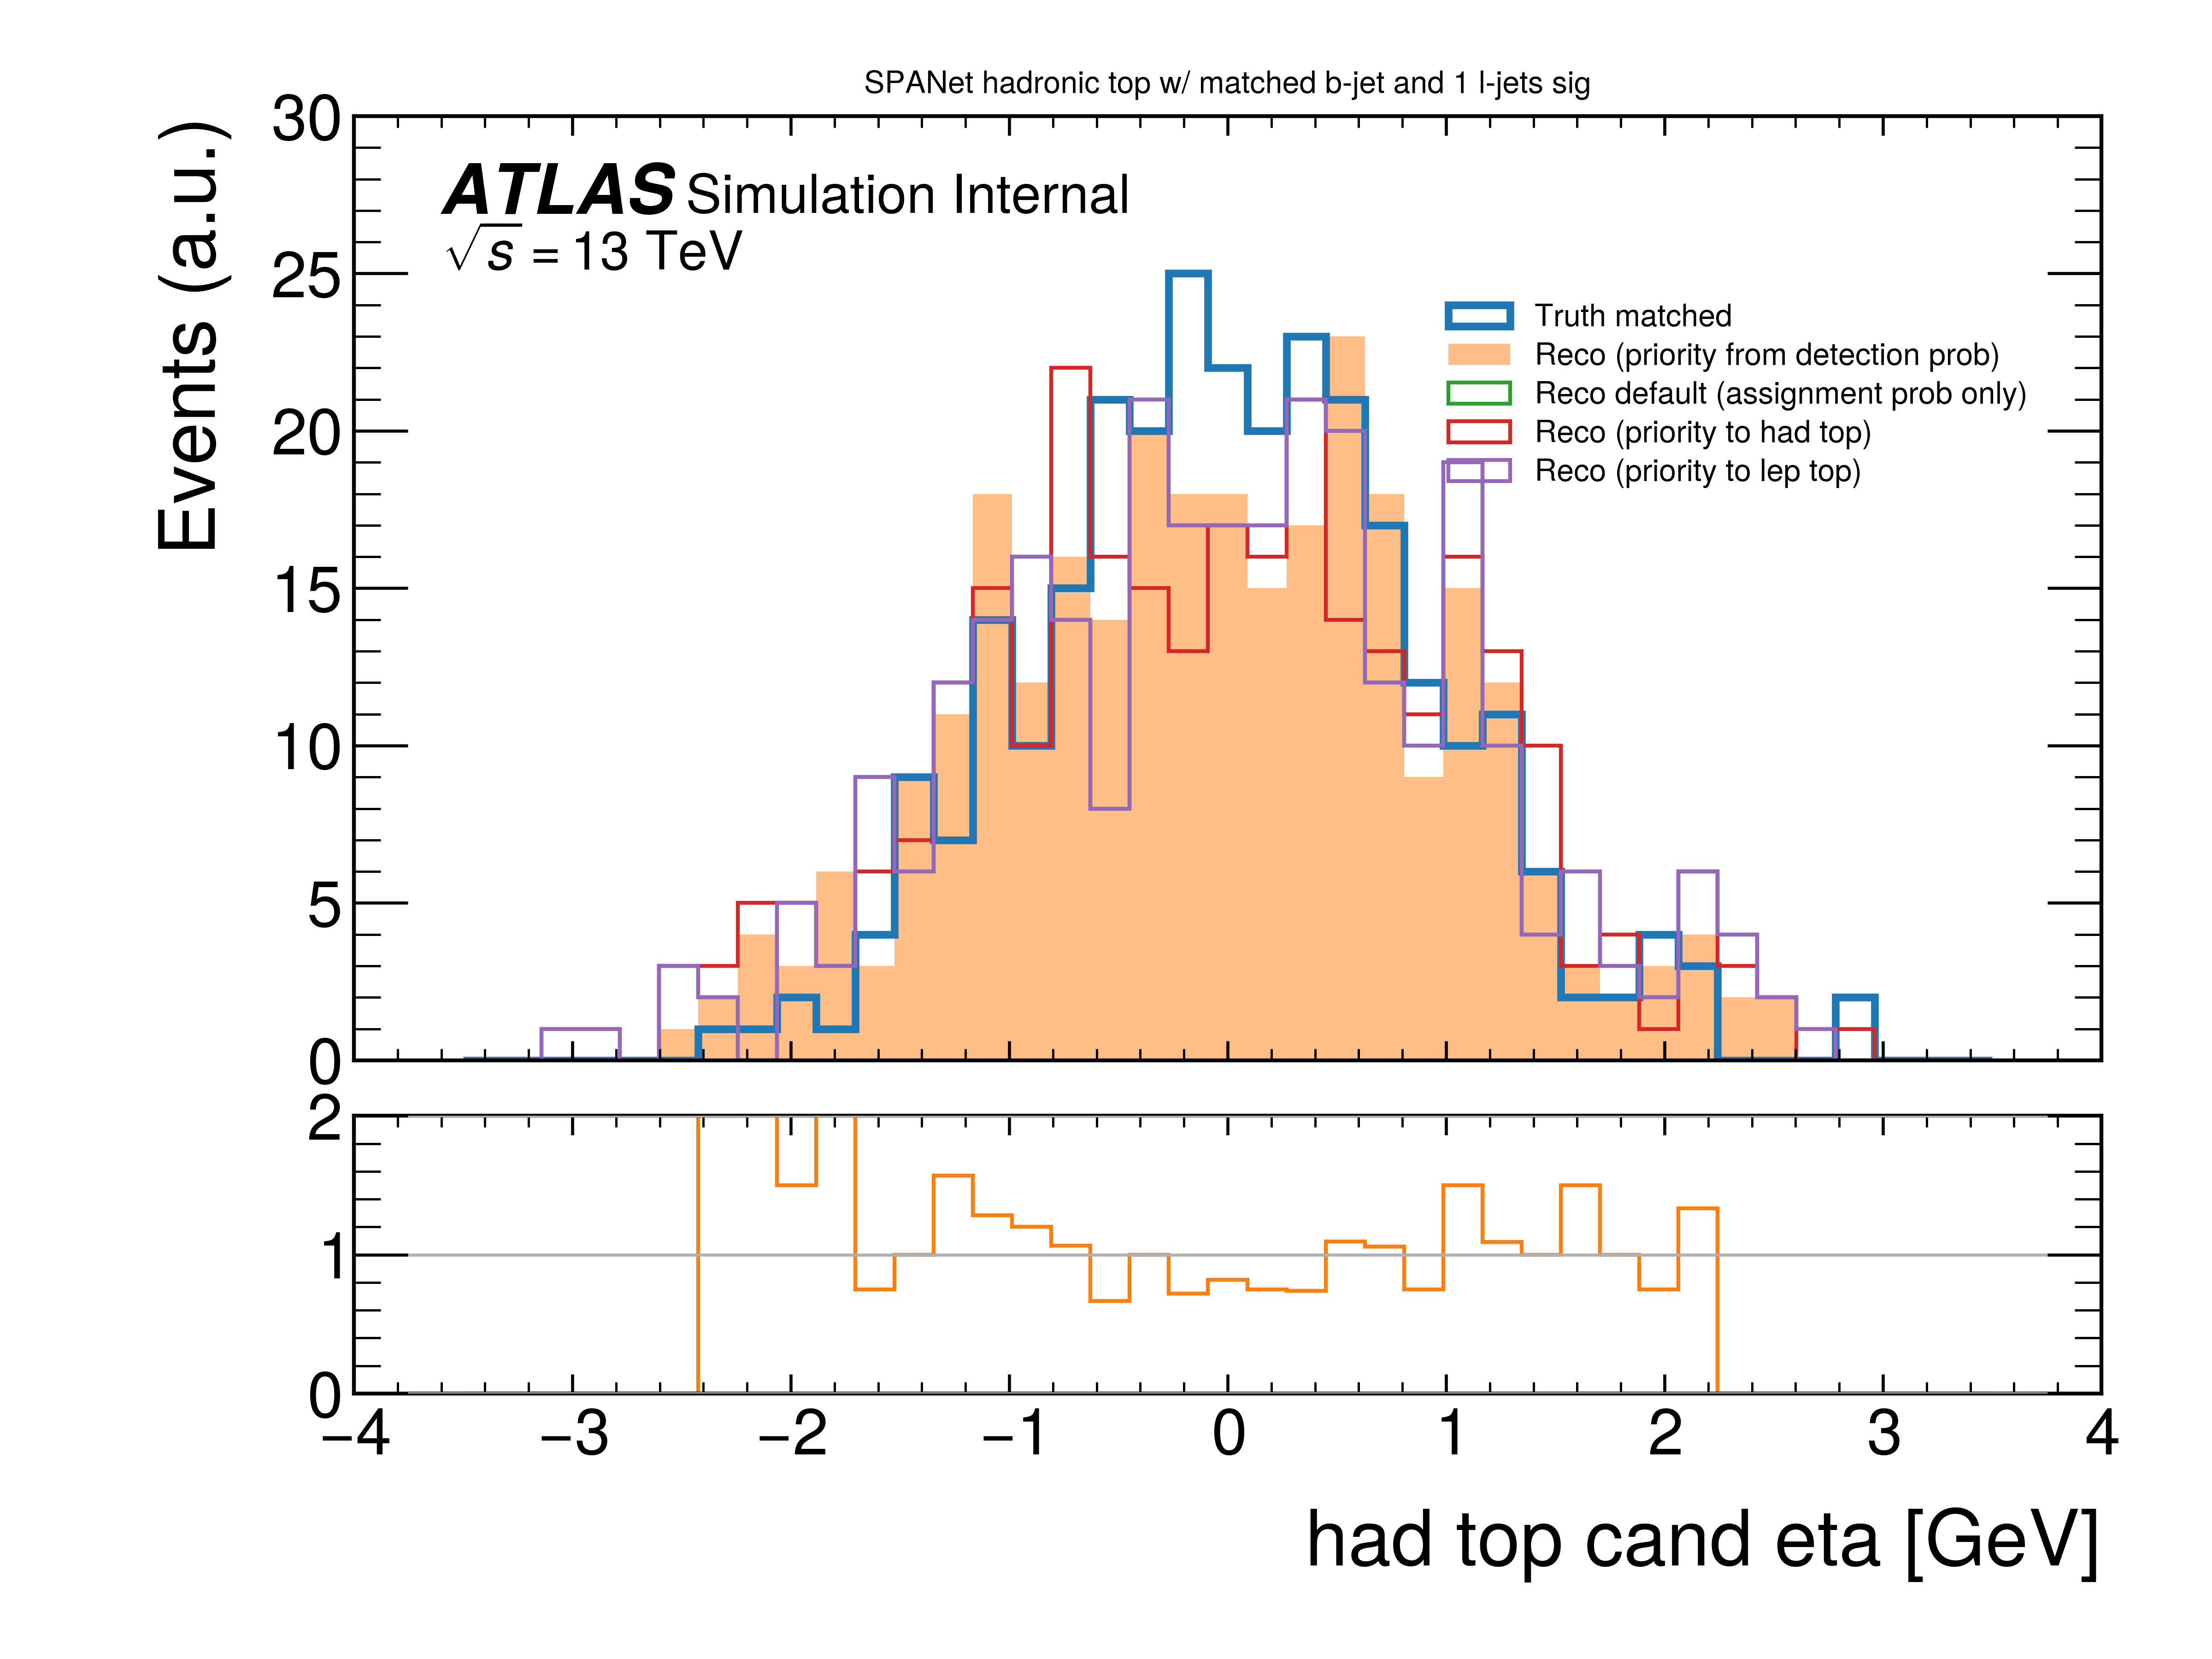 SPANet hadronic top w/ matched b-jet and 1 l-jets sig
Events (a.u.)
30
25
20
15
10
5
0
ATLAS Simulation Internal
√s = 13 TeV
Truth matched
Reco (priority from detection prob)
Reco default (assignment prob only)
Reco (priority to had top)
Reco (priority to lep top)
2
1
0
−4 −3 −2 −1 0 1 2 3 4
had top cand eta [GeV]